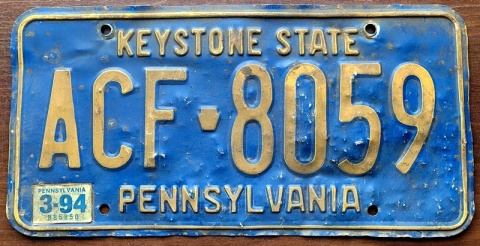 KEYSTONE STATE
ACF 8059
PENNSYLVANIA
3-94
PENNSYLVANIA